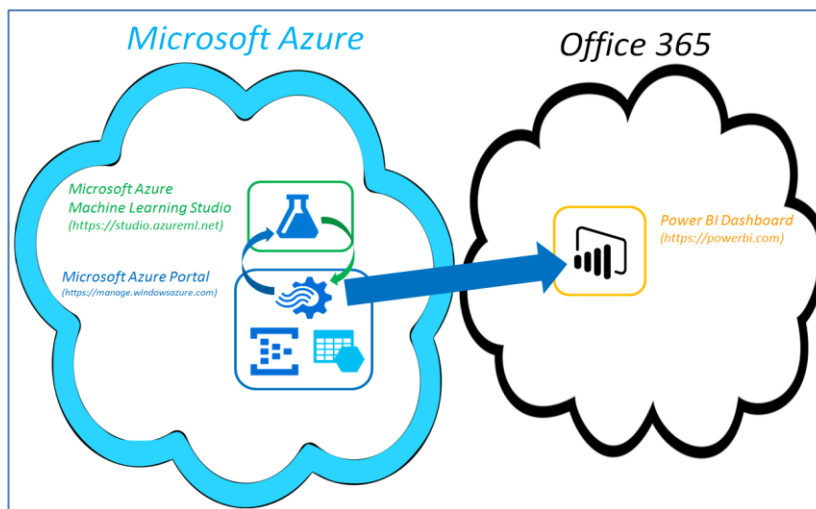 Microsoft Azure
Office 365
Microsoft Azure
Machine Learning Studio
(https://studio.azureml.net)
Power BI Dashboard
(https://powerbi.com)
Microsoft Azure Portal
(https://manage.windowsazure.com)